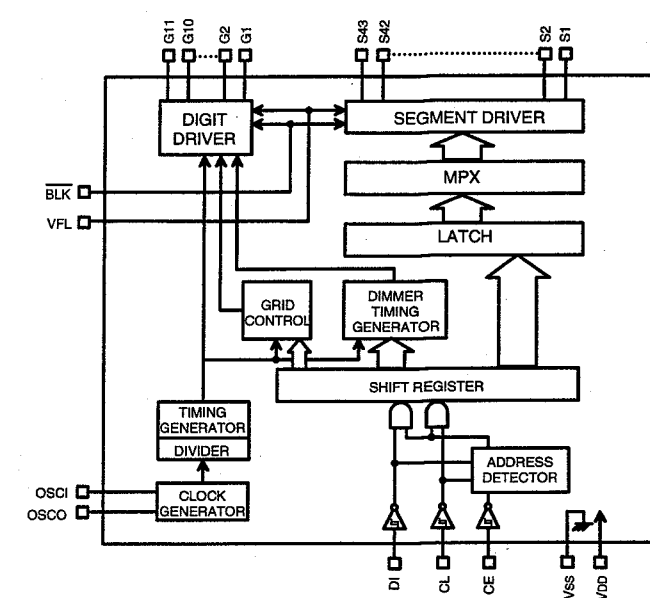 G11 G10 G2 G1 S43 S42 S2 S1
DIGIT
DRIVER
SEGMENT DRIVER
MPX
BLK
VFL
LATCH
GRID
CONTROL
DIMMER
TIMING
GENERATOR
SHIFT REGISTER
TIMING
GENERATOR
DIVIDER
ADDRESS
DETECTOR
OSCI
OSCO
CLOCK
GENERATOR
DI CL CE VSS VDD